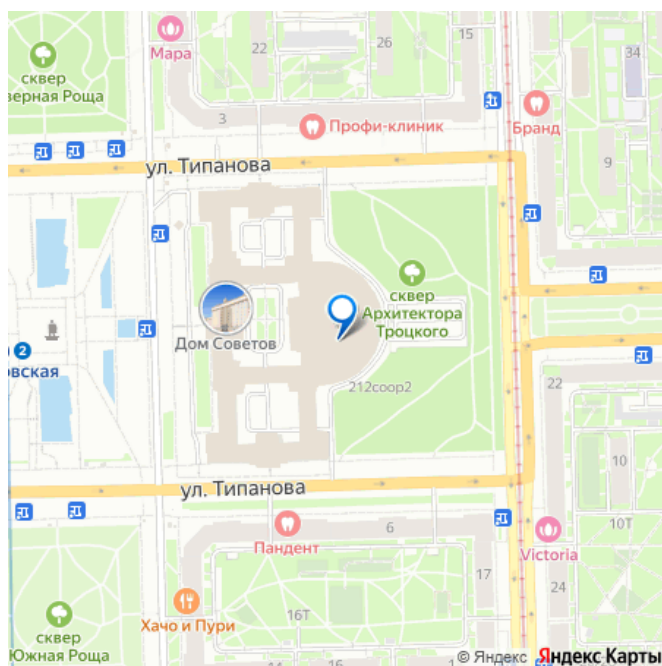 22
26
15
Мара
34
сквер
верная Роща
3
Профи-клиник
Бранд
ул. Типанова
9
сквер
Архитектора
Троцкого
Дом Советов
2
овская
212соор2
22
10
ул. Типанова
6
10Т
Пандент
Victoria
17
24
16Т
Хачо и Пури
сквер
Южная Роща
© Яндекс Яндекс Карты